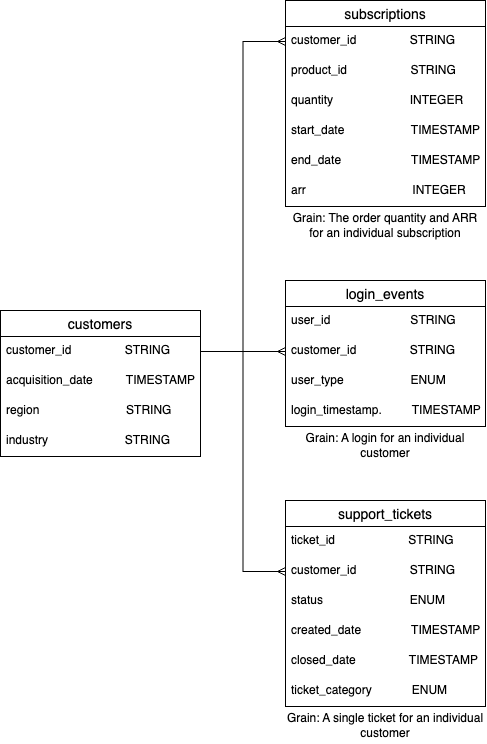 subscriptions
customer_id STRING
product_id STRING
quantity INTEGER
start_date TIMESTAMP
end_date TIMESTAMP
arr INTEGER
Grain: The order quantity and ARR
for an individual subscription
customers
customer_id STRING
acquisition_date TIMESTAMP
region STRING
industry STRING
login_events
user_id STRING
customer_id STRING
user_type ENUM
login_timestamp. TIMESTAMP
Grain: A login for an individual
customer
support_tickets
ticket_id STRING
customer_id STRING
status ENUM
created_date TIMESTAMP
closed_date TIMESTAMP
ticket_category ENUM
Grain: A single ticket for an individual
customer